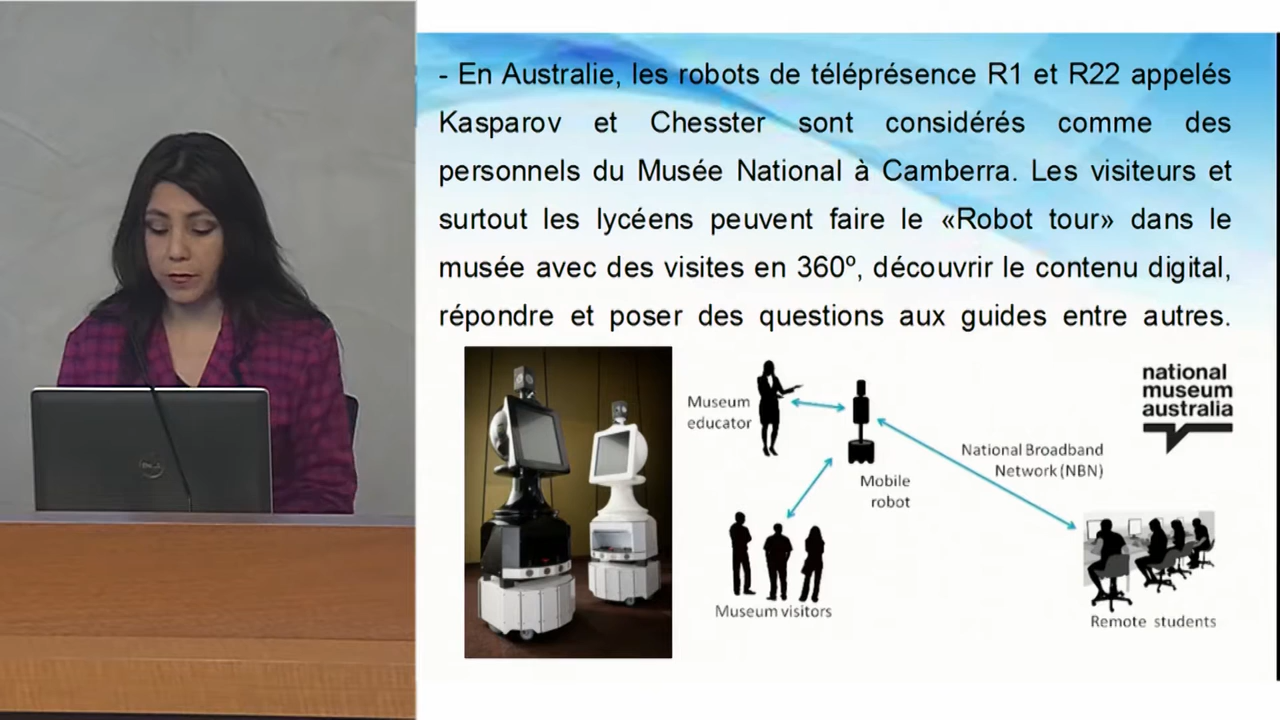 - En Australie, les robots de téléprésence R1 et R22 appelés
Kasparov et Chesster sont considérés comme des
personnels du Musée National à Camberra. Les visiteurs et
surtout les lycéens peuvent faire le «Robot tour» dans le
musée avec des visites en 360º, découvrir le contenu digital,
répondre et poser des questions aux guides entre autres.
Museum
educator
Mobile
robot
National Broadband
Network (NBN)
national
museum
australia
Museum visitors
Remote students
DELL